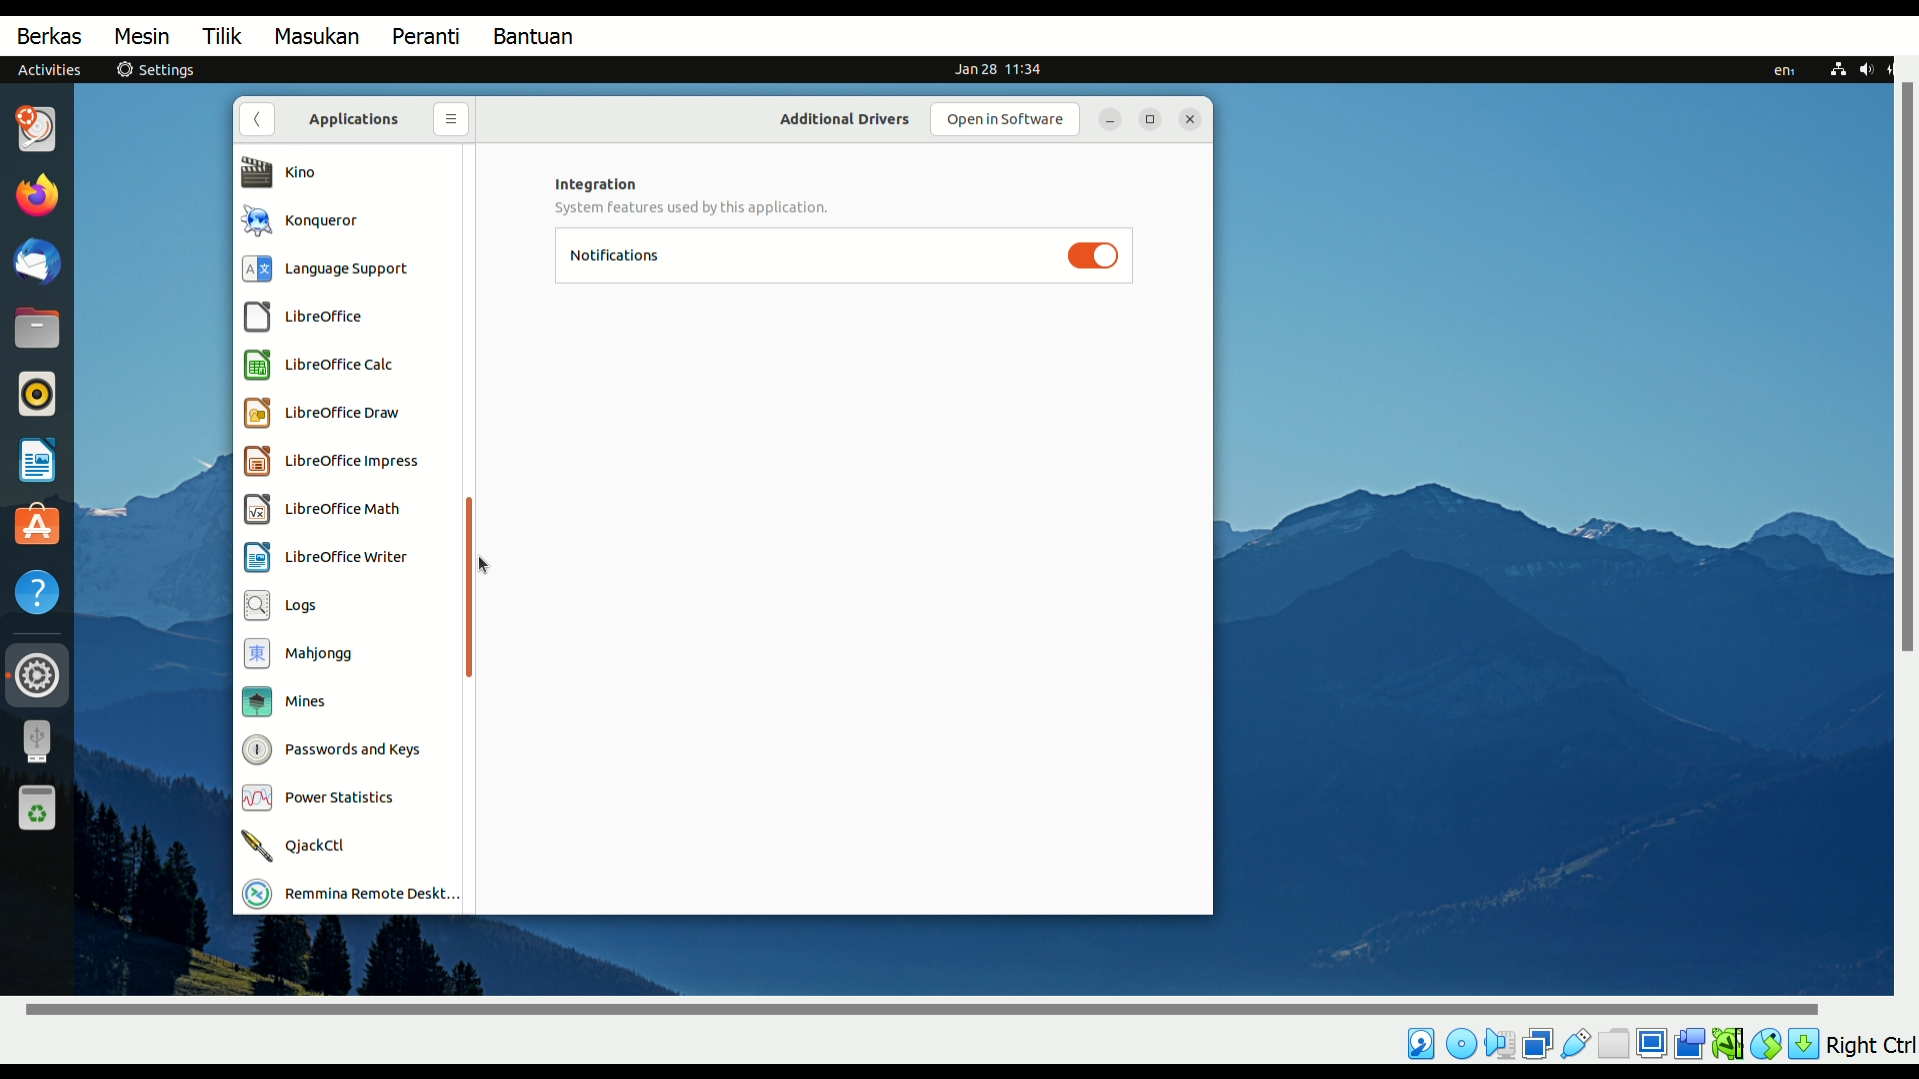 Berkas Mesin Tilik Masukan Peranti Bantuan
Activities Settings Jan 28 11:34 en₁
Applications Additional Drivers Open in Software
Kino
Konqueror
Language Support
LibreOffice
LibreOffice Calc
LibreOffice Draw
LibreOffice Impress
LibreOffice Math
LibreOffice Writer
Logs
Mahjongg
Mines
Passwords and Keys
Power Statistics
QjackCtl
Remmina Remote Deskt...
Integration
System features used by this application.
Notifications
Right Ctrl